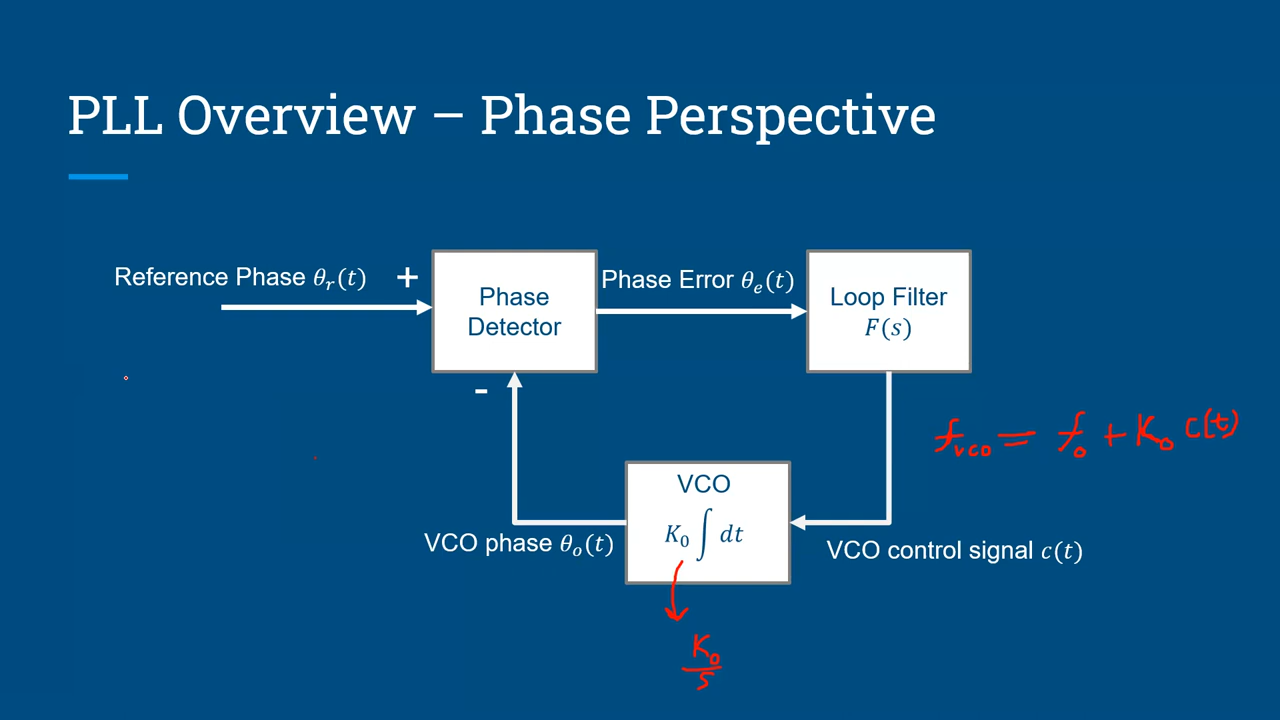 PLL Overview – Phase Perspective
Reference Phase θᵣ(t)
+
Phase
Detector
Phase Error θₑ(t)
Loop Filter
F(s)
-
f_vco = f₀ + K₀ c(t)
VCO
K₀ ∫ dt
VCO phase θₒ(t)
VCO control signal c(t)
K₀/s